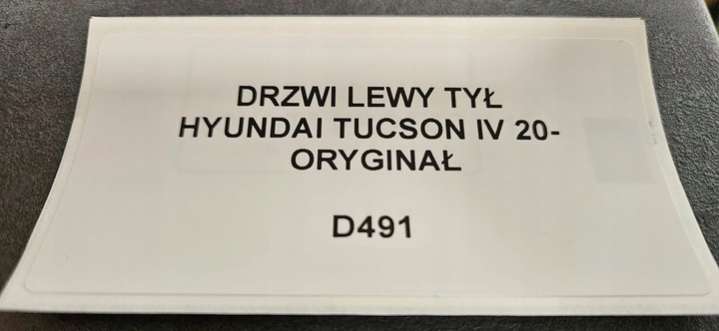 DRZWI LEWY TYŁ
HYUNDAI TUCSON IV 20-
ORYGINAŁ
D491